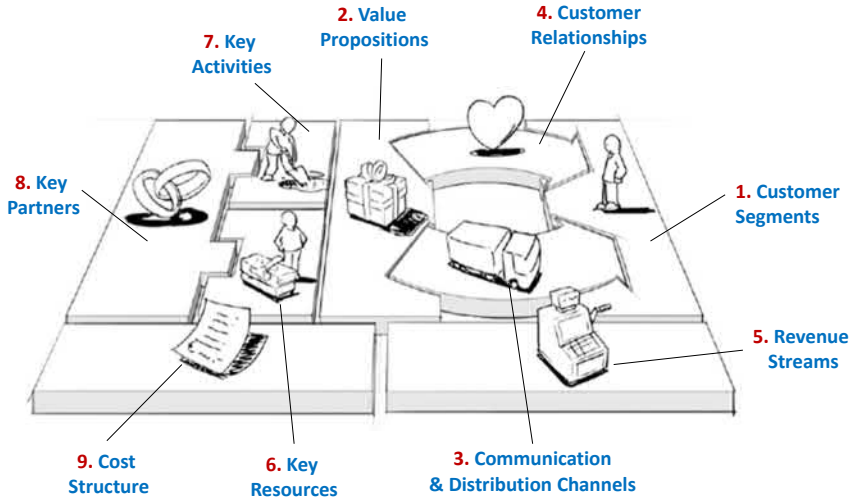 2. Value
Propositions
4. Customer
Relationships
7. Key
Activities
8. Key
Partners
1. Customer
Segments
5. Revenue
Streams
9. Cost
Structure
6. Key
Resources
3. Communication
& Distribution Channels